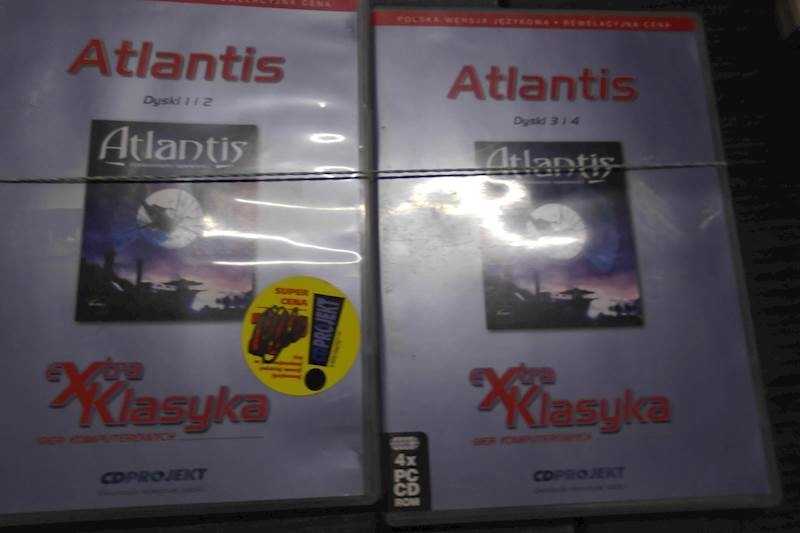 POLSKA WERSJA JĘZYKOWA • REWELACYJNA CENA
Atlantis
Dyski 1 i 2
Atlantis
SUPER
CENA
CDPROJEKT
eXtra
Klasyka
GIER KOMPUTEROWYCH
CDPROJEKT
Atlantis
Dyski 3 i 4
Atlantis
eXtra
Klasyka
GIER KOMPUTEROWYCH
4x
PC
CD
ROM
CDPROJEKT